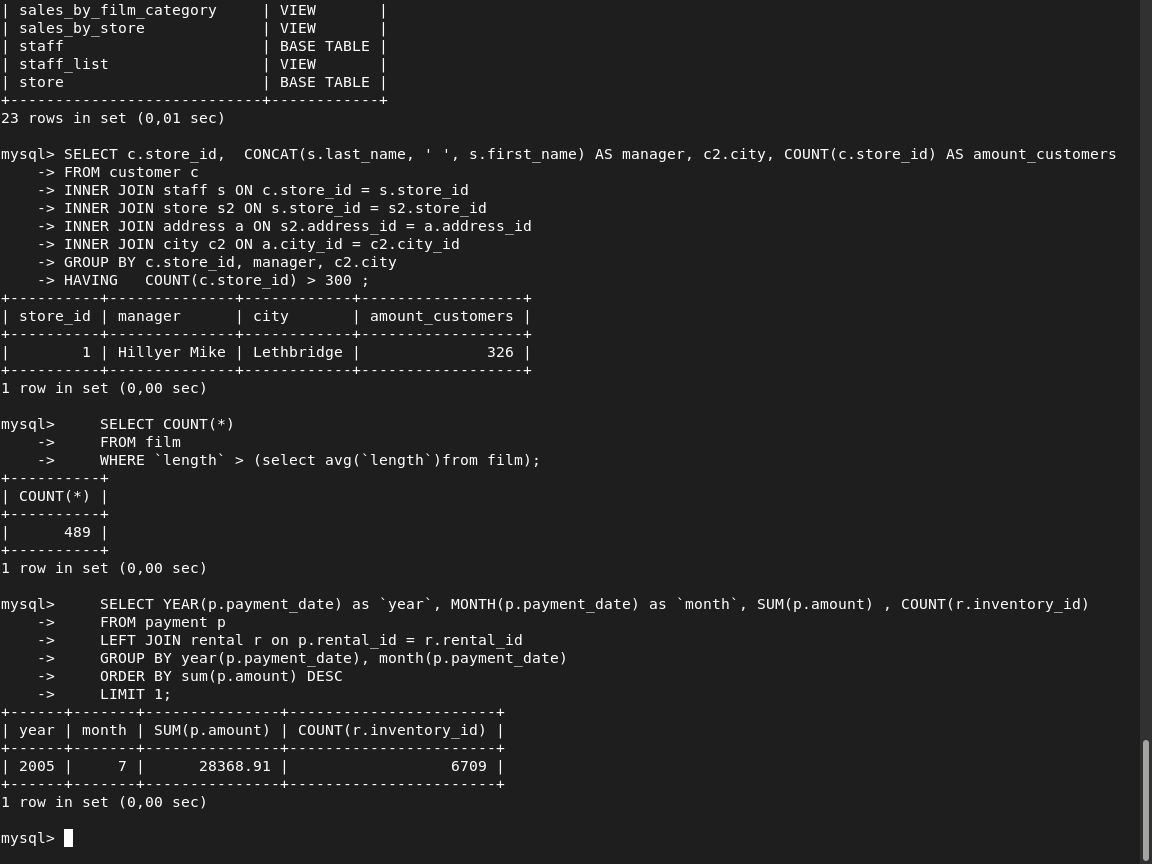 | sales_by_film_category     | VIEW       |
| sales_by_store             | VIEW       |
| staff                      | BASE TABLE |
| staff_list                 | VIEW       |
| store                      | BASE TABLE |
+----------------------------+------------+
23 rows in set (0,01 sec)

mysql> SELECT c.store_id,  CONCAT(s.last_name, ' ', s.first_name) AS manager, c2.city, COUNT(c.store_id) AS amount_customers
    -> FROM customer c
    -> INNER JOIN staff s ON c.store_id = s.store_id
    -> INNER JOIN store s2 ON s.store_id = s2.store_id
    -> INNER JOIN address a ON s2.address_id = a.address_id
    -> INNER JOIN city c2 ON a.city_id = c2.city_id
    -> GROUP BY c.store_id, manager, c2.city
    -> HAVING   COUNT(c.store_id) > 300 ;
+----------+--------------+------------+------------------+
| store_id | manager      | city       | amount_customers |
+----------+--------------+------------+------------------+
|        1 | Hillyer Mike | Lethbridge |              326 |
+----------+--------------+------------+------------------+
1 row in set (0,00 sec)

mysql>     SELECT COUNT(*)
    ->     FROM film
    ->     WHERE `length` > (select avg(`length`)from film);
+----------+
| COUNT(*) |
+----------+
|      489 |
+----------+
1 row in set (0,00 sec)

mysql>     SELECT YEAR(p.payment_date) as `year`, MONTH(p.payment_date) as `month`, SUM(p.amount) , COUNT(r.inventory_id)
    ->     FROM payment p
    ->     LEFT JOIN rental r on p.rental_id = r.rental_id
    ->     GROUP BY year(p.payment_date), month(p.payment_date)
    ->     ORDER BY sum(p.amount) DESC
    ->     LIMIT 1;
+------+-------+---------------+-----------------------+
| year | month | SUM(p.amount) | COUNT(r.inventory_id) |
+------+-------+---------------+-----------------------+
| 2005 |     7 |      28368.91 |                  6709 |
+------+-------+---------------+-----------------------+
1 row in set (0,00 sec)

mysql>